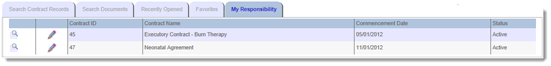 Search Contract Records Search Documents Recently Opened Favorites My Responsibility
Contract ID Contract Name Commencement Date Status
45 Executory Contract - Burn Therapy 05/01/2012 Active
47 Neonatal Agreement 11/01/2012 Active